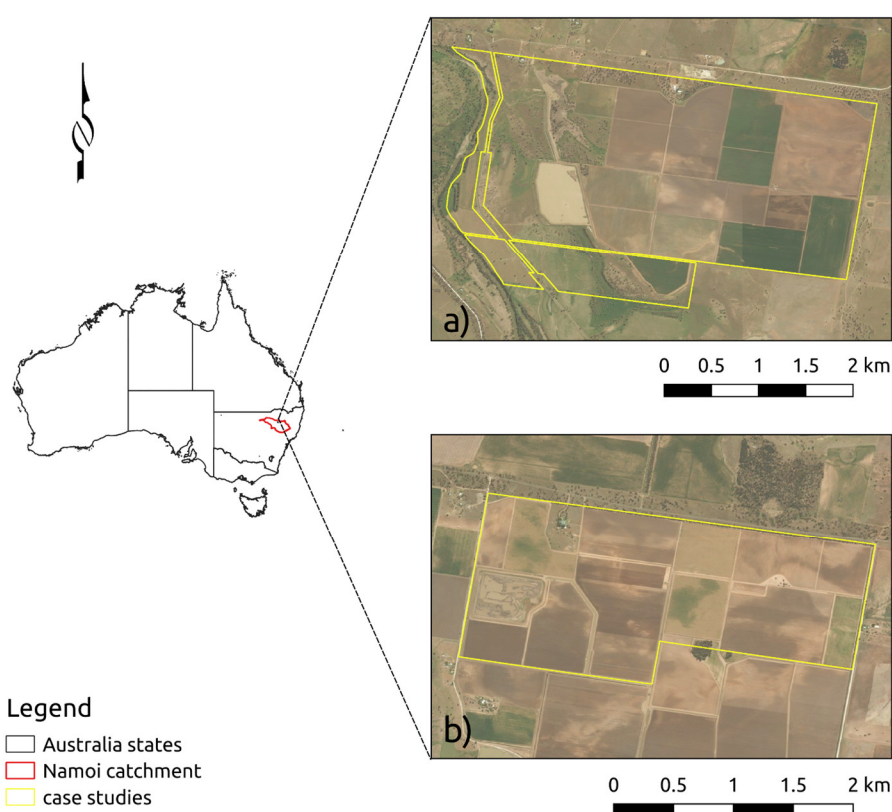 a)
0 0.5 1 1.5 2 km
b)
Legend
Australia states
Namoi catchment
case studies
0 0.5 1 1.5 2 km